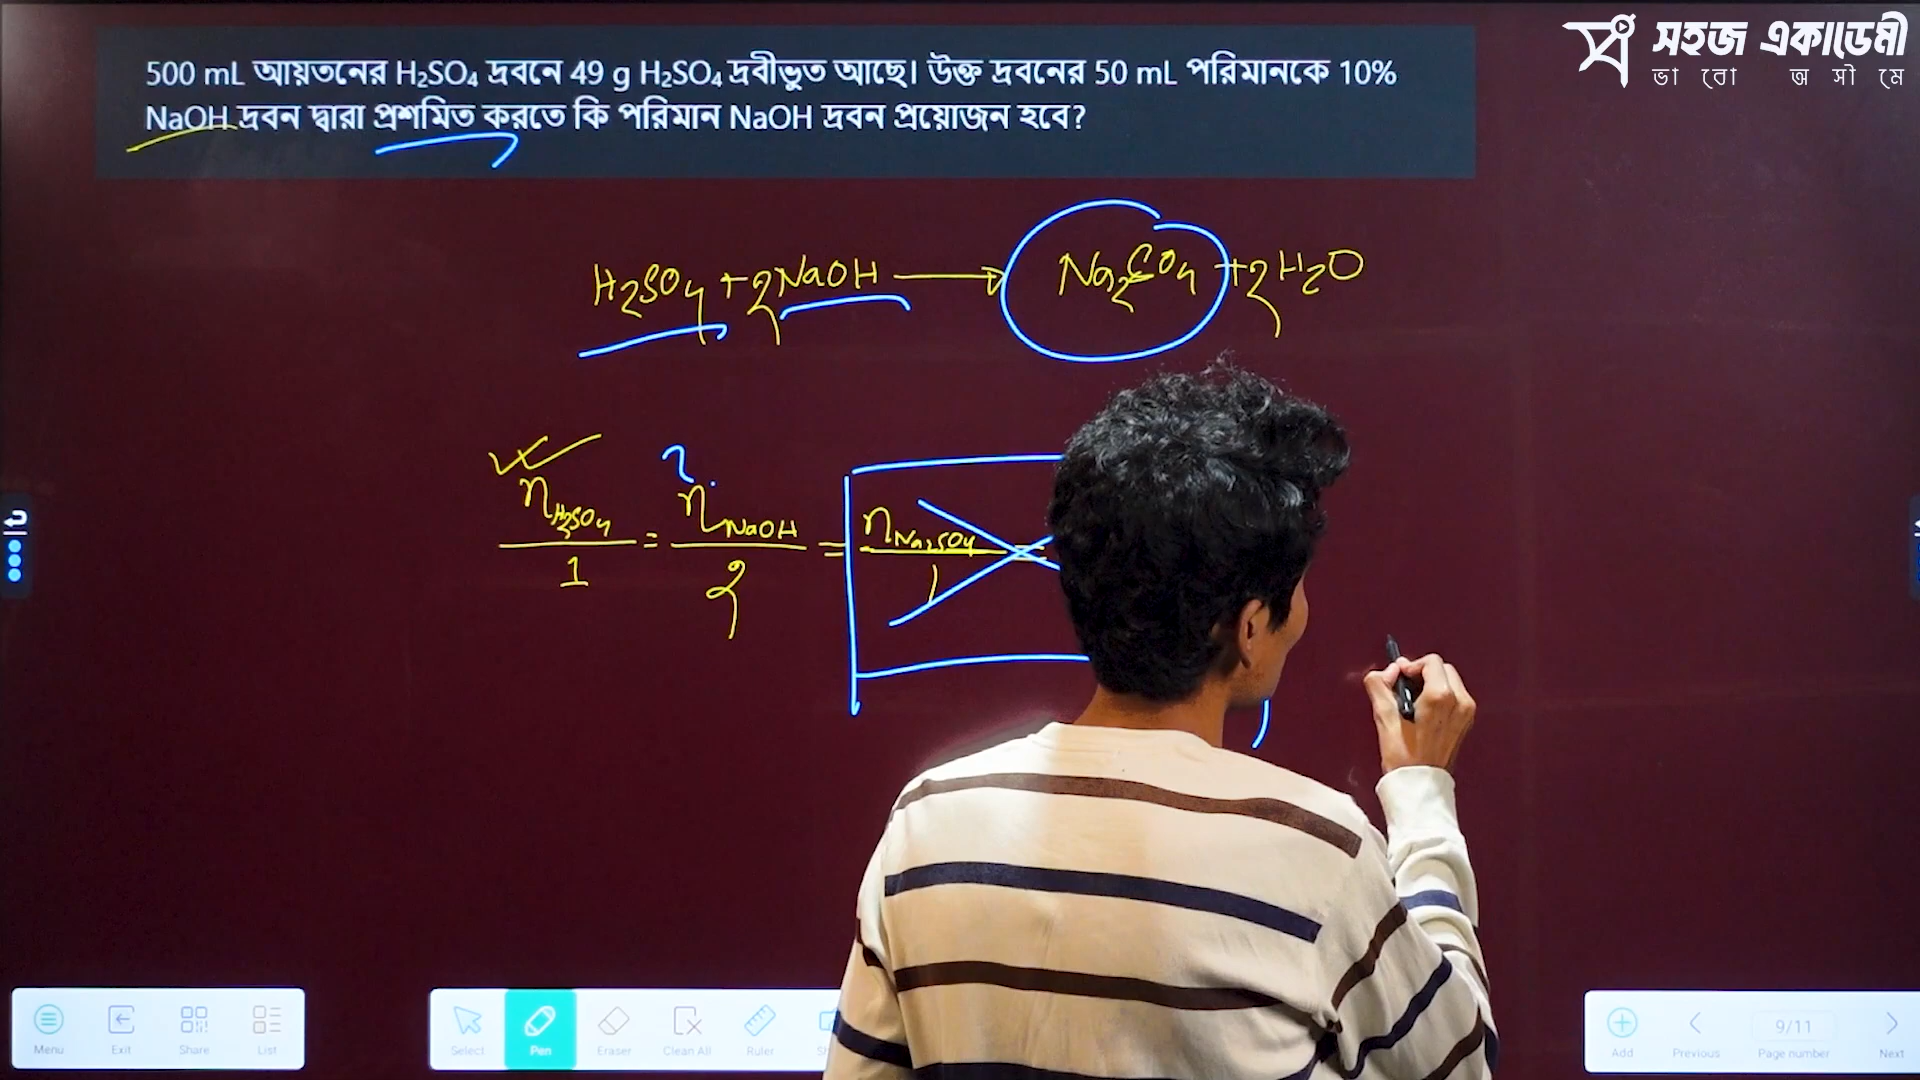 সহজ একাডেমী
ভাবো অসীমে
500 mL আয়তনের H₂SO₄ দ্রবনে 49 g H₂SO₄ দ্রবীভুত আছে। উক্ত দ্রবনের 50 mL পরিমানকে 10%
NaOH দ্রবন দ্বারা প্রশমিত করতে কি পরিমান NaOH দ্রবন প্রয়োজন হবে?
H₂SO₄ + 2NaOH → Na₂SO₄ + 2H₂O
?
n H₂SO₄ / 1 = n NaOH / 2 = n Na₂SO₄ / 1 =
Menu Exit Share List Select Pen Eraser Clean All Ruler Add Previous 9/11 Page number Next